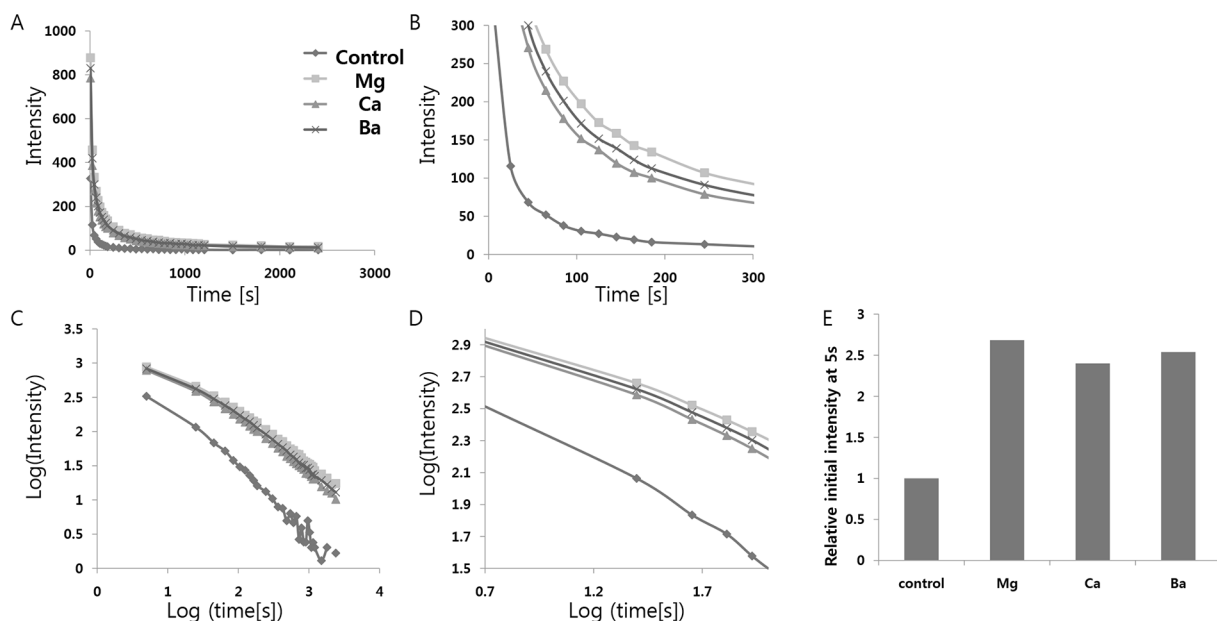 A
1000
800
600
400
200
0
Intensity
0
1000
2000
3000
Time [s]
Control
Mg
Ca
Ba
B
300
250
200
150
100
50
0
Intensity
0
100
200
300
Time [s]
C
3.5
3
2.5
2
1.5
1
0.5
0
Log(Intensity)
0
1
2
3
4
Log (time[s])
D
2.9
2.7
2.5
2.3
2.1
1.9
1.7
1.5
Log(Intensity)
0.7
1.2
1.7
Log (time[s])
E
3
2.5
2
1.5
1
0.5
0
Relative initial intensity at 5s
control
Mg
Ca
Ba